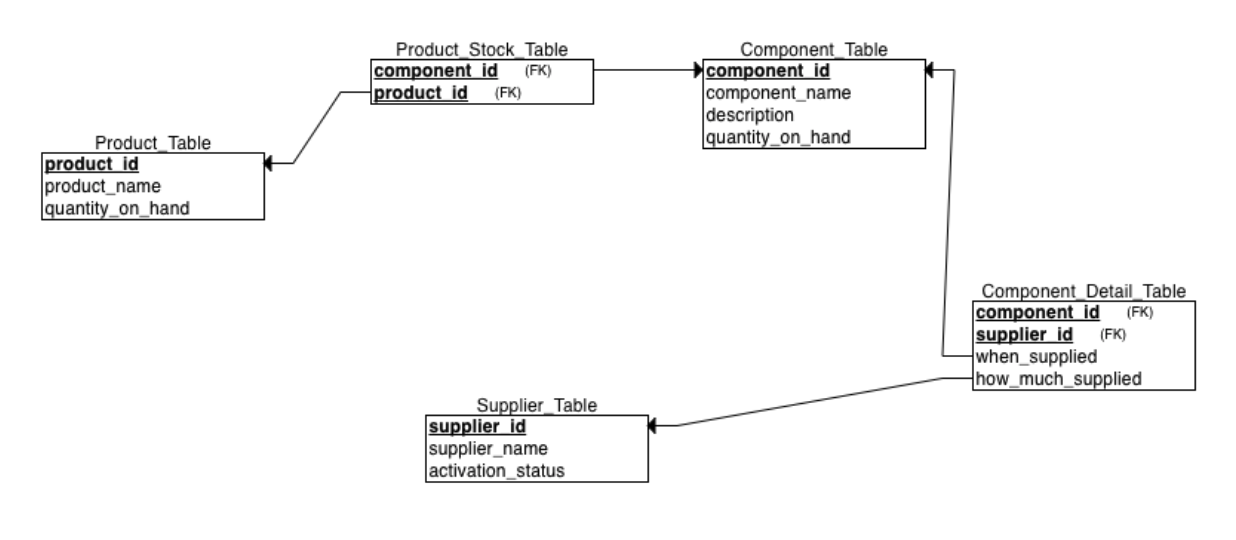 Product_Stock_Table
component_id (FK)
product_id (FK)
Component_Table
component_id
component_name
description
quantity_on_hand
Product_Table
product_id
product_name
quantity_on_hand
Component_Detail_Table
component_id (FK)
supplier_id (FK)
when_supplied
how_much_supplied
Supplier_Table
supplier_id
supplier_name
activation_status